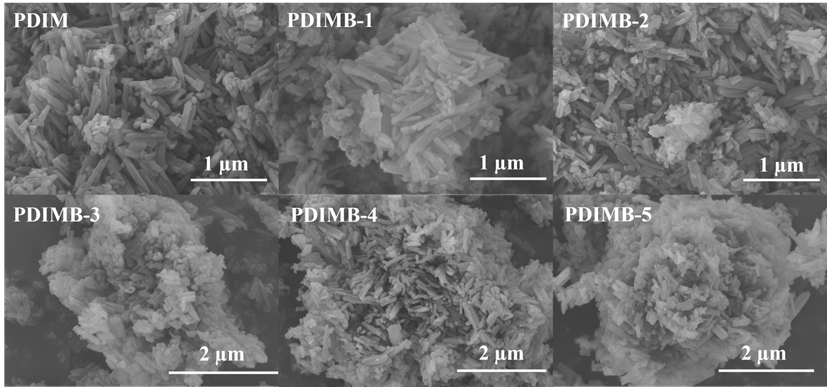 PDIM
PDIMB-1
PDIMB-2
1 µm
1 µm
1 µm
PDIMB-3
PDIMB-4
PDIMB-5
2 µm
2 µm
2 µm